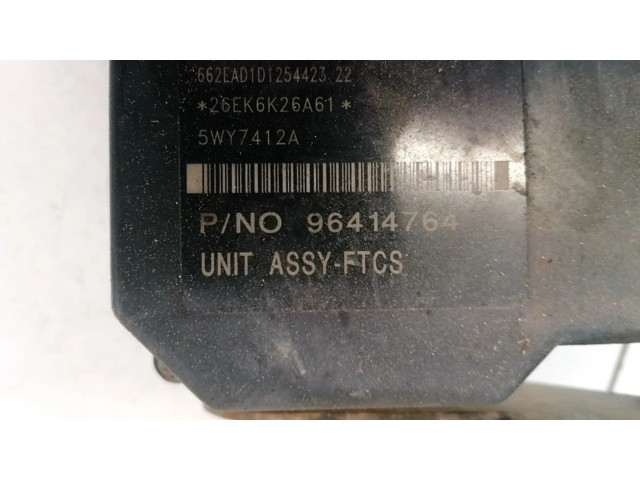 662EAD1D1254423 22
*26EK6K26A61*
5WY7412A
P/NO 96414764
UNIT ASSY-FTCS